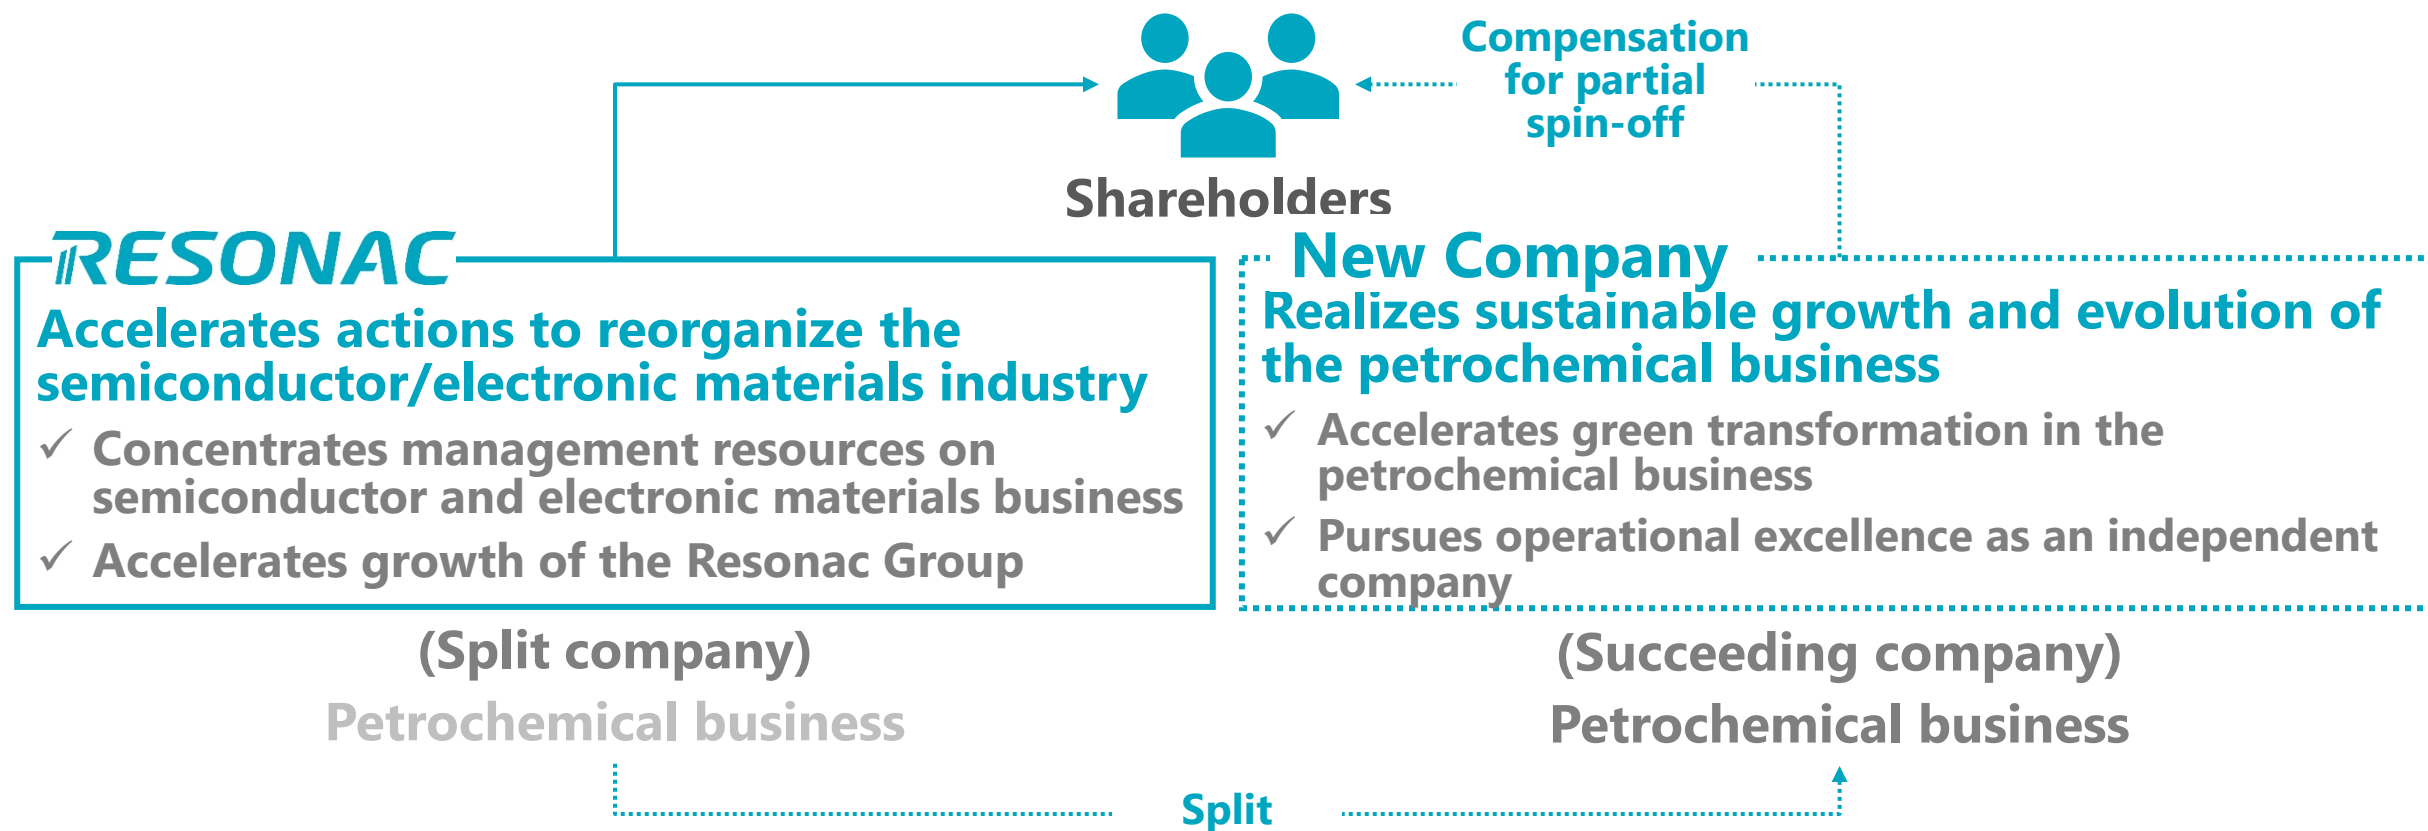 Compensation
for partial
spin-off
Shareholders
RESONAC
Accelerates actions to reorganize the
semiconductor/electronic materials industry
✓ Concentrates management resources on
semiconductor and electronic materials business
✓ Accelerates growth of the Resonac Group
(Split company)
Petrochemical business
New Company
Realizes sustainable growth and evolution of
the petrochemical business
✓ Accelerates green transformation in the
petrochemical business
✓ Pursues operational excellence as an independent
company
(Succeeding company)
Petrochemical business
Split